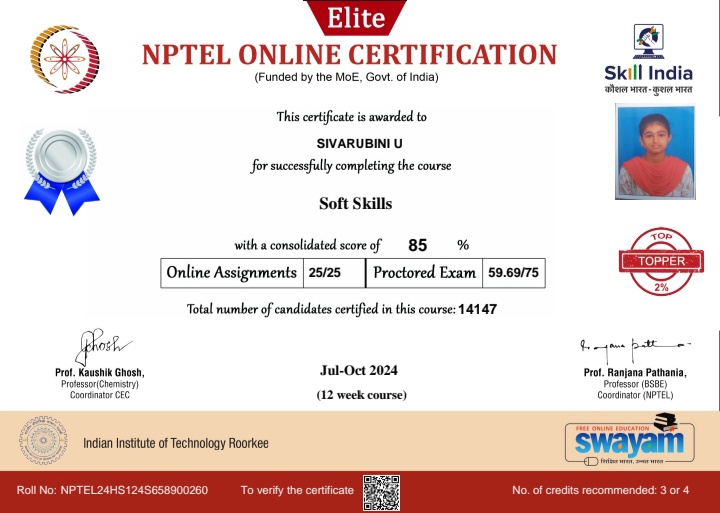 Elite
NPTEL ONLINE CERTIFICATION
(Funded by the MoE, Govt. of India)
Skill India
कौशल भारत - कुशल भारत
This certificate is awarded to
SIVARUBINI U
for successfully completing the course
Soft Skills
with a consolidated score of 85 %
Online Assignments 25/25 Proctored Exam 59.69/75
TOP
TOPPER
2%
Total number of candidates certified in this course: 14147
Prof. Kaushik Ghosh,
Professor(Chemistry)
Coordinator CEC
Jul-Oct 2024
(12 week course)
Prof. Ranjana Pathania,
Professor (BSBE)
Coordinator (NPTEL)
Indian Institute of Technology Roorkee
FREE ONLINE EDUCATION
swayam
शिक्षित भारत, उन्नत भारत
Roll No: NPTEL24HS124S658900260 To verify the certificate No. of credits recommended: 3 or 4